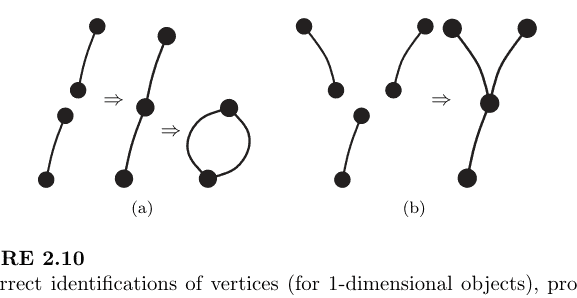 ⇒ ⇒ ⇒
(a) (b)
RE 2.10
rrect identifications of vertices (for 1-dimensional objects), pro